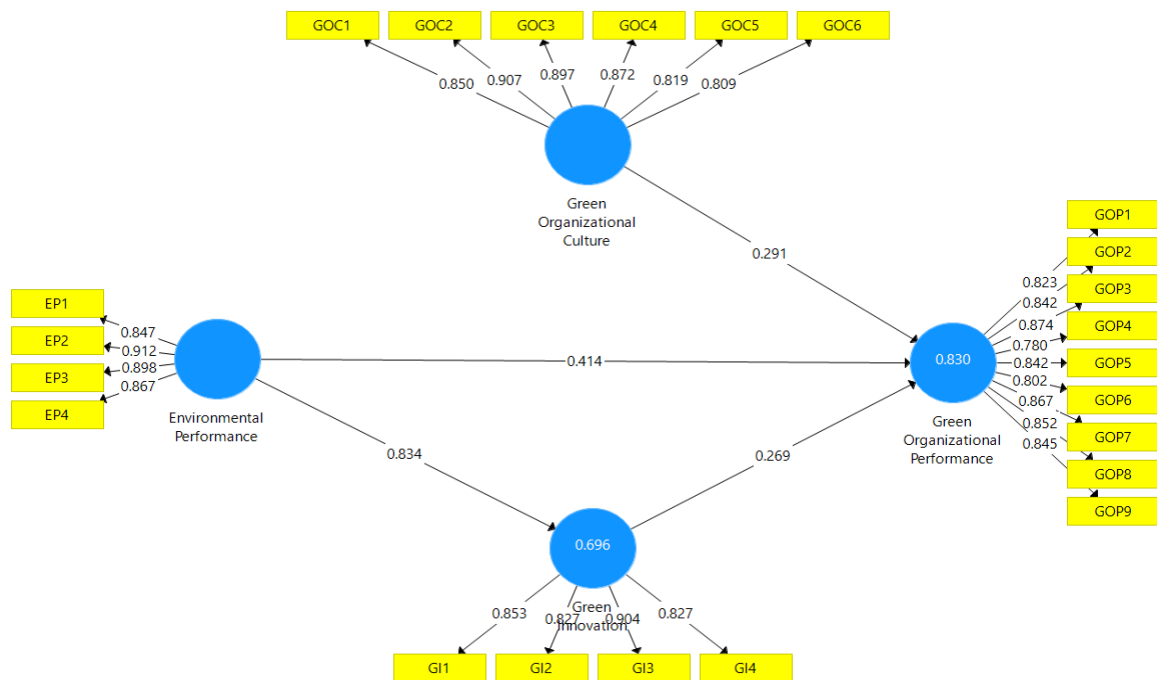 GOC1 GOC2 GOC3 GOC4 GOC5 GOC6
0.850 0.907 0.897 0.872 0.819 0.809
Green
Organizational
Culture
0.291
EP1
EP2
EP3
EP4
0.847
0.912
0.898
0.867
Environmental
Performance
0.414
0.834
0.269
0.830
Green
Organizational
Performance
0.823
0.842
0.874
0.780
0.842
0.802
0.867
0.852
0.845
GOP1
GOP2
GOP3
GOP4
GOP5
GOP6
GOP7
GOP8
GOP9
0.696
Green
Innovation
0.853 0.827 0.904 0.827
GI1 GI2 GI3 GI4